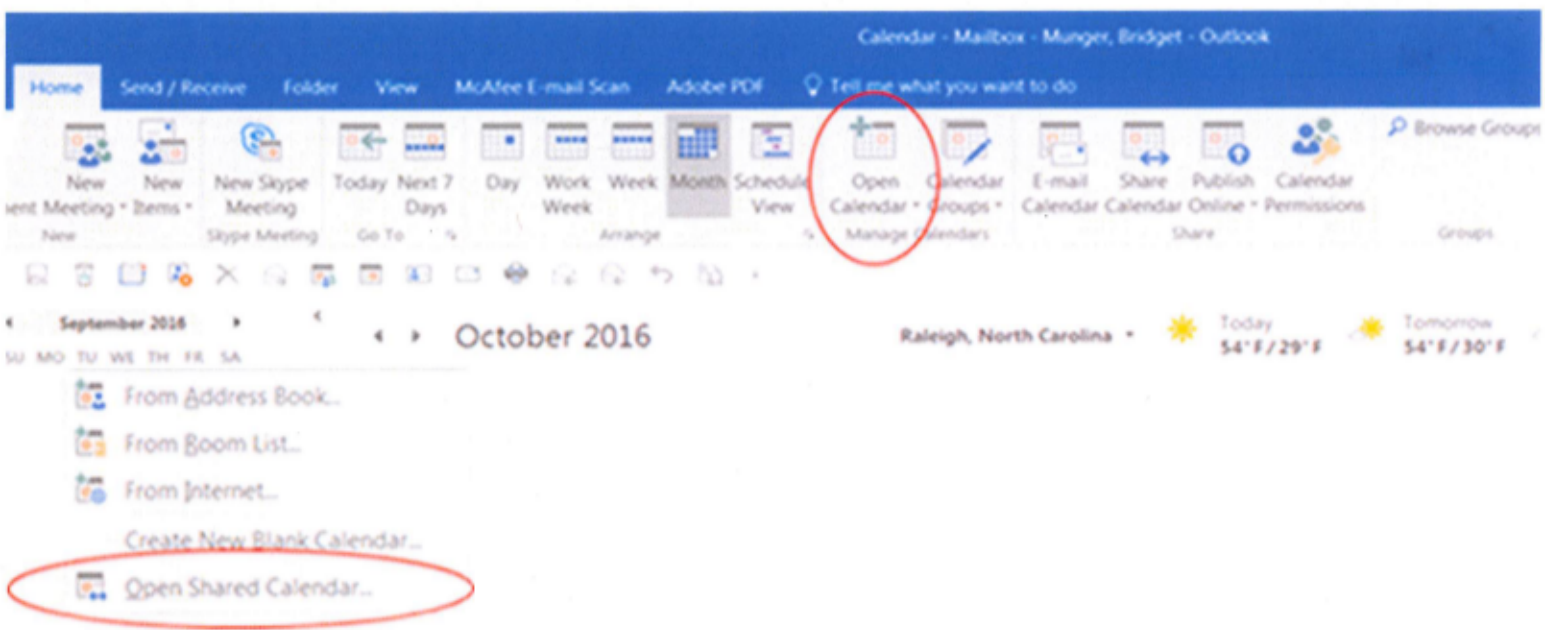 Calendar - Mailbox - Munger, Bridget - Outlook
Home Send / Receive Folder View McAfee E-mail Scan Adobe PDF Tell me what you want to do
New New New Skype Today Next 7 Day Work Week Month Schedule Open Calendar E-mail Share Publish Calendar Browse Groups
ent Meeting Items Meeting Days Week View Calendar Groups Calendar Calendar Online Permissions
New Skype Meeting Go To Arrange Manage Calendars Share Groups
September 2016 October 2016 Raleigh, North Carolina Today Tomorrow
SU MO TU WE TH FR SA 54°F/29°F 54°F/30°F
From Address Book...
From Room List...
From Internet...
Create New Blank Calendar...
Open Shared Calendar...